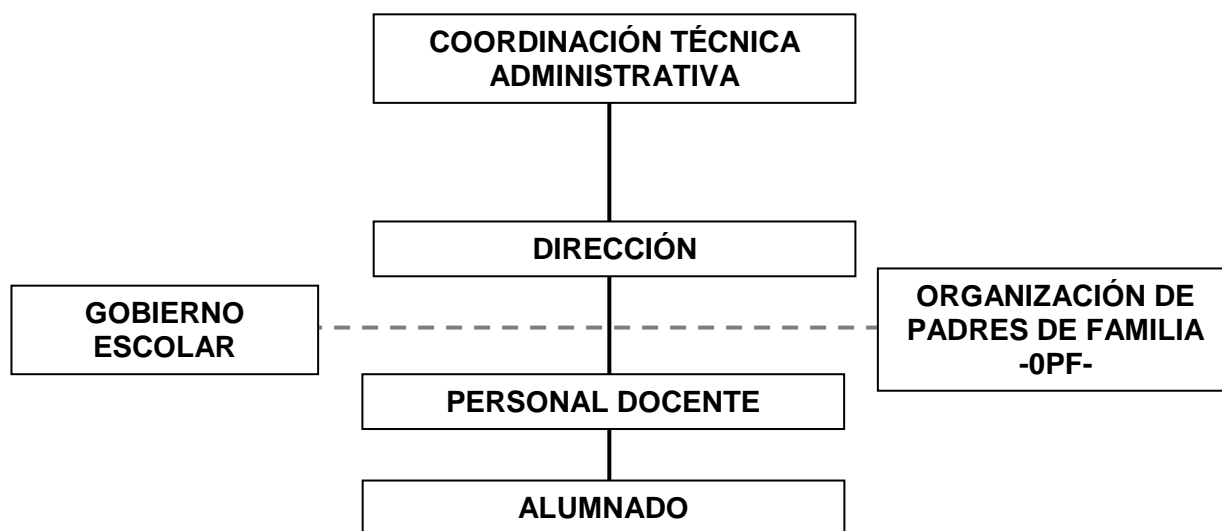 COORDINACIÓN TÉCNICA
ADMINISTRATIVA
DIRECCIÓN
GOBIERNO
ESCOLAR
ORGANIZACIÓN DE
PADRES DE FAMILIA
-0PF-
PERSONAL DOCENTE
ALUMNADO